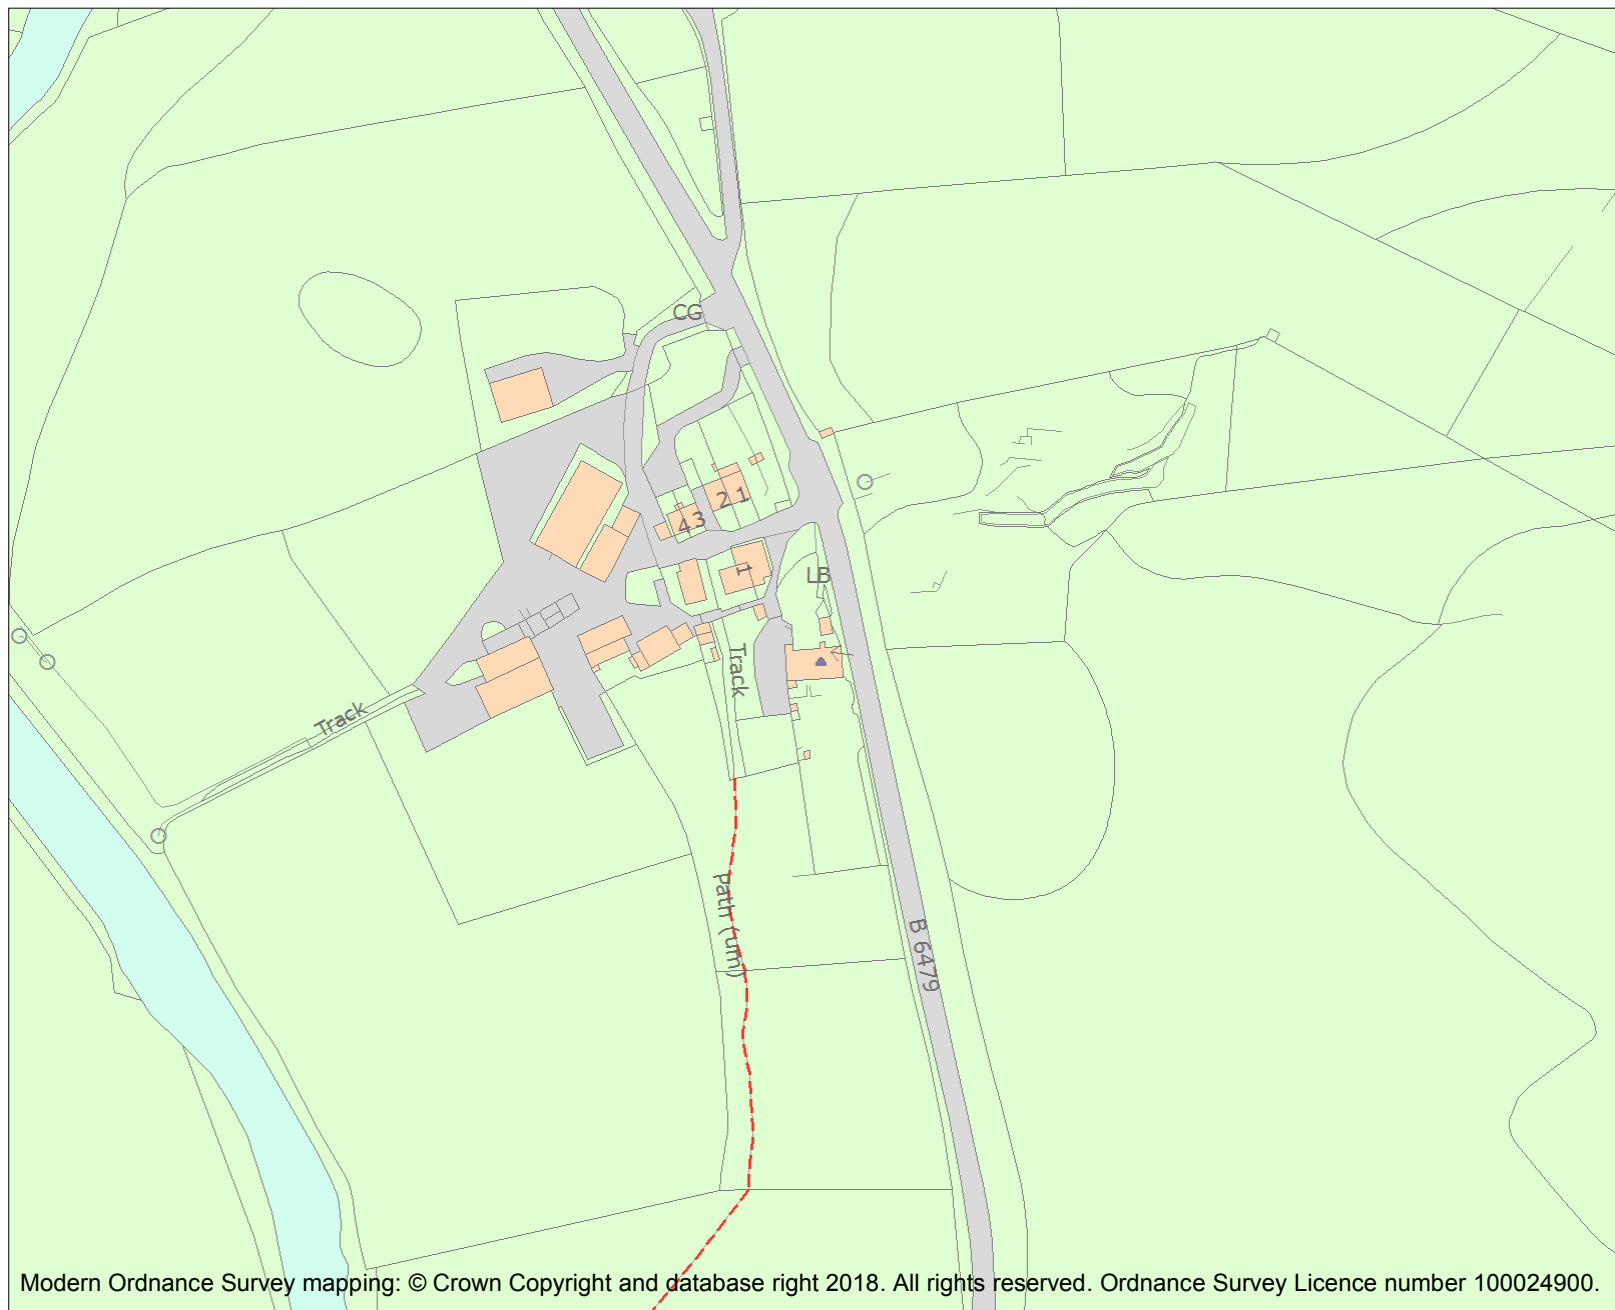 CG
2 1
4 3
1
LB
Track
Track
Path (um)
B 6479
Modern Ordnance Survey mapping: © Crown Copyright and database right 2018. All rights reserved. Ordnance Survey Licence number 100024900.